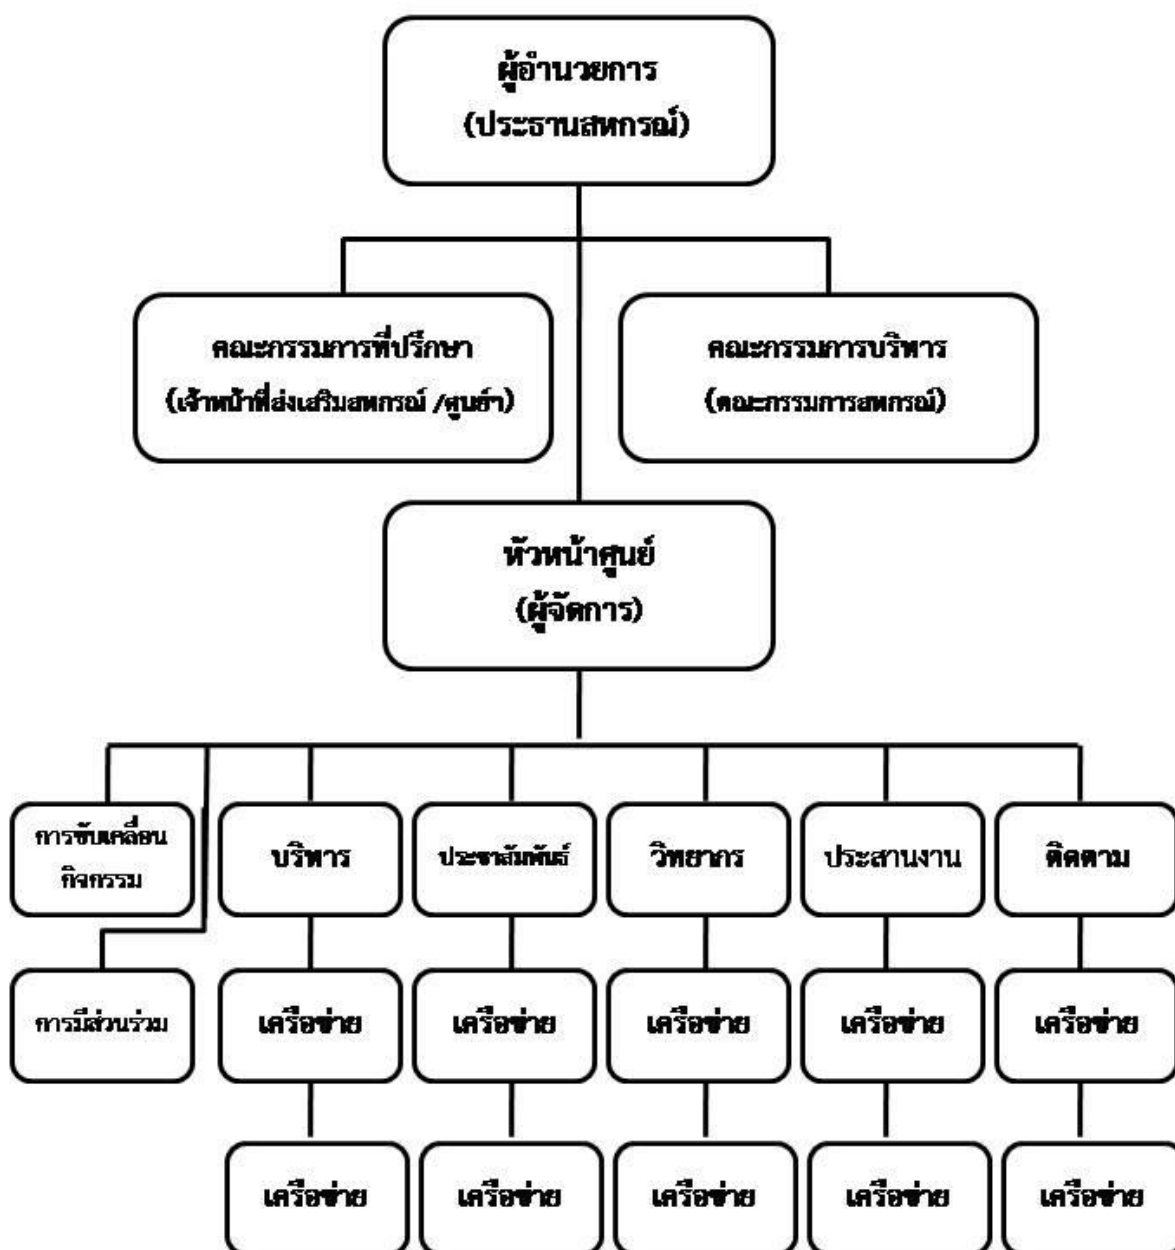 ผู้อำนวยการ
(ประธานสหกรณ์)
คณะกรรมการที่ปรึกษา
(เจ้าหน้าที่ส่งเสริมสหกรณ์ /ศูนย์ฯ)
คณะกรรมการบริหาร
(คณะกรรมการสหกรณ์)
หัวหน้าศูนย์
(ผู้จัดการ)
การขับเคลื่อน
กิจกรรม
บริหาร
ประชาสัมพันธ์
วิทยากร
ประสานงาน
ติดตาม
การมีส่วนร่วม
เครือข่าย
เครือข่าย
เครือข่าย
เครือข่าย
เครือข่าย
เครือข่าย
เครือข่าย
เครือข่าย
เครือข่าย
เครือข่าย